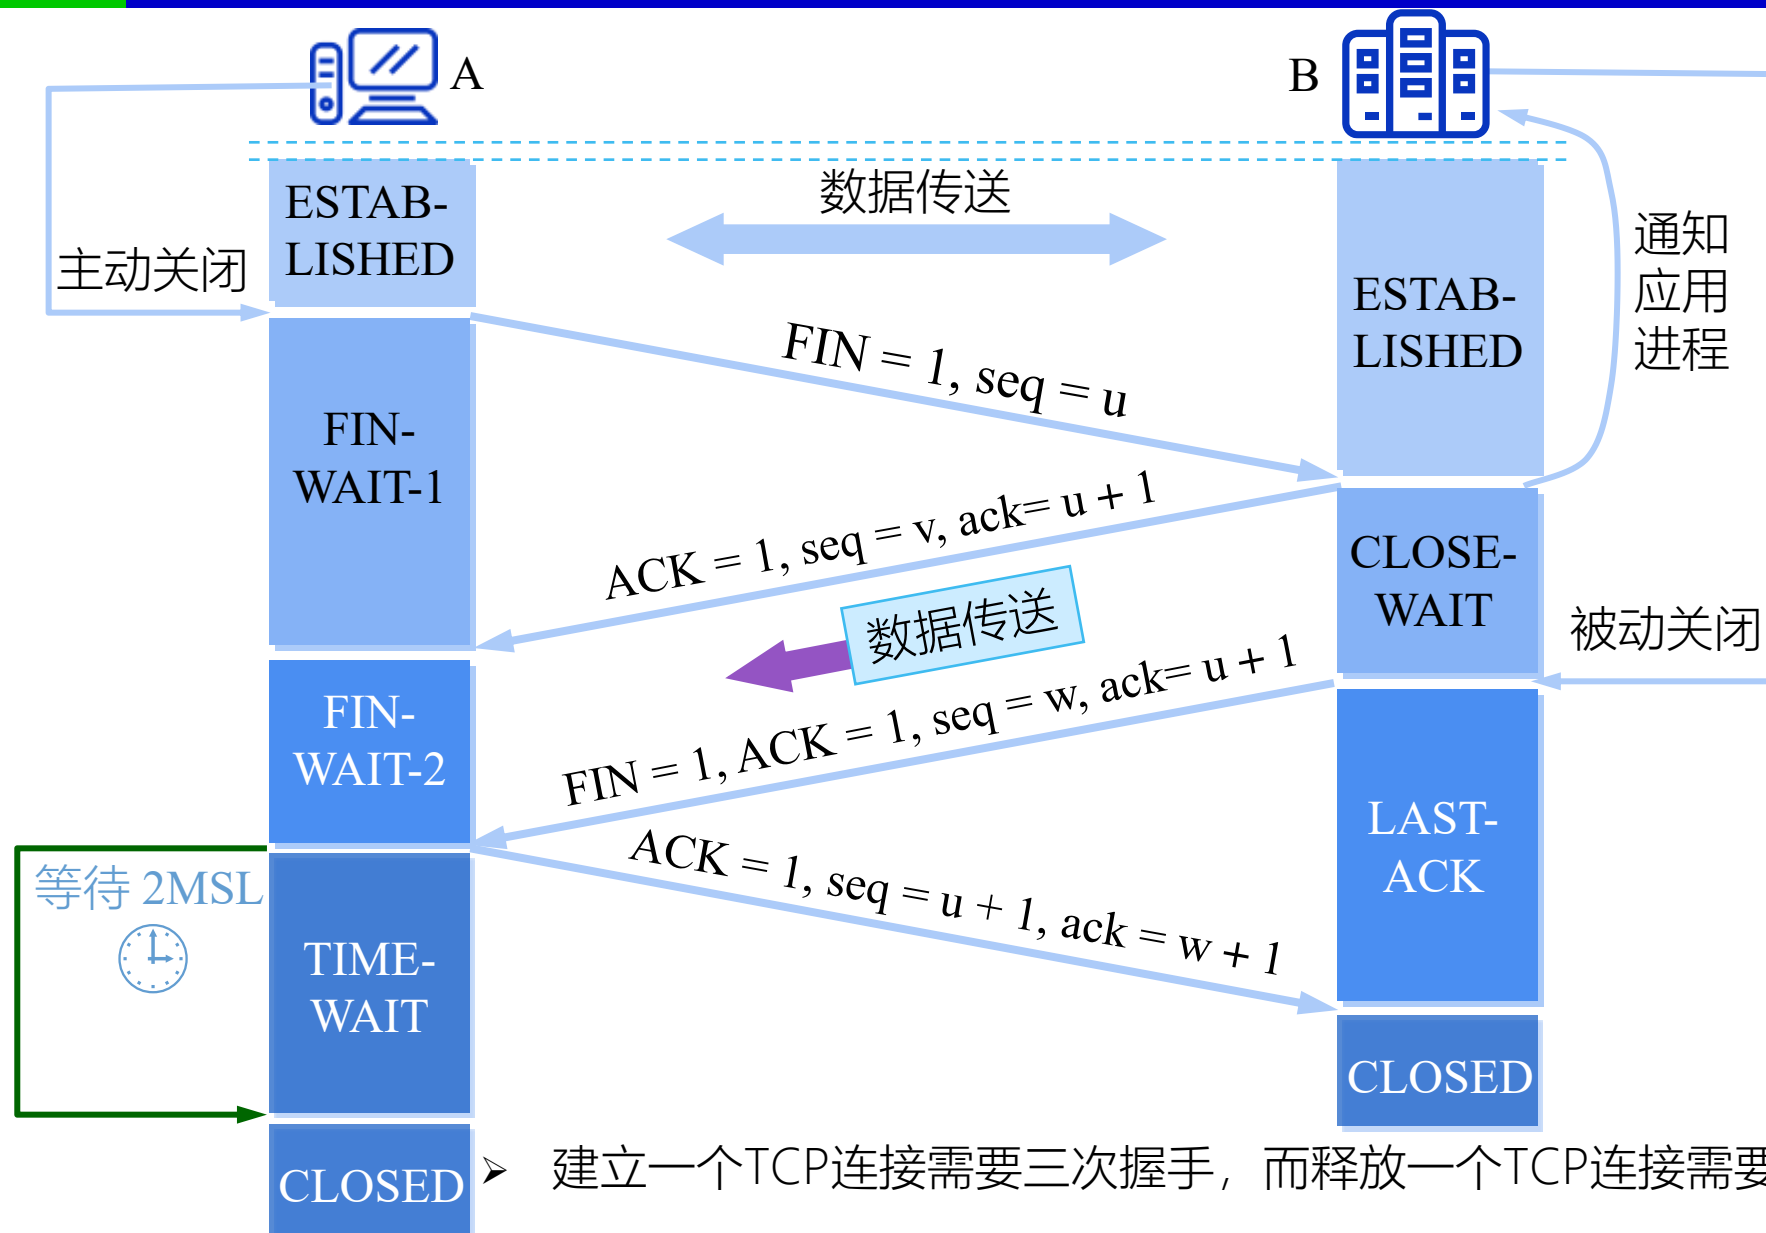 A
B
ESTAB-
LISHED
数据传送
主动关闭
通知
应用
进程
ESTAB-
LISHED
FIN = 1, seq = u
FIN-
WAIT-1
ACK = 1, seq = v, ack= u + 1
CLOSE-
WAIT
数据传送
被动关闭
FIN-
WAIT-2
FIN = 1, ACK = 1, seq = w, ack= u + 1
LAST-
ACK
等待 2MSL
ACK = 1, seq = u + 1, ack = w + 1
TIME-
WAIT
CLOSED
CLOSED
➢ 建立一个TCP连接需要三次握手，而释放一个TCP连接需要